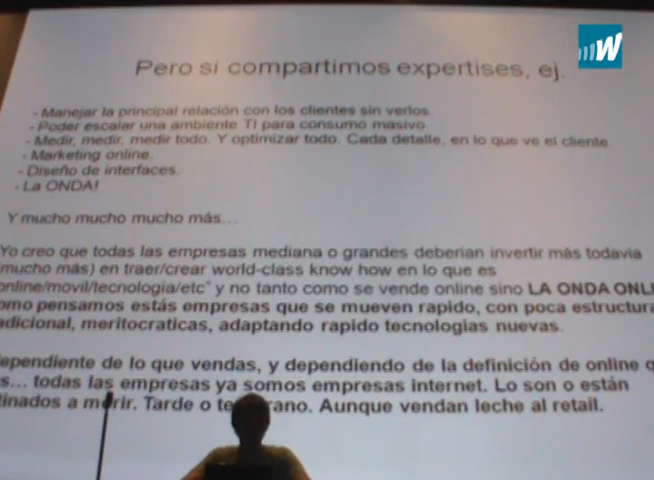 W
Pero si compartimos expertises, ej.
- Manejar la principal relación con los clientes sin verlos.
- Poder escalar una ambiente TI para consumo masivo.
- Medir, medir, medir todo. Y optimizar todo. Cada detalle, en lo que ve el cliente
- Marketing online.
- Diseño de interfaces.
- La ONDA!
Y mucho mucho mucho más...
Yo creo que todas las empresas mediana o grandes deberian invertir más todavia
(mucho más) en traer/crear world-class know how en lo que es
online/movil/tecnologia/etc" y no tanto como se vende online sino LA ONDA ONLI
omo pensamos estás empresas que se mueven rapido, con poca estructura
adicional, meritocraticas, adaptando rapido tecnologias nuevas.
dependiente de lo que vendas, y dependiendo de la definición de online q
s... todas las empresas ya somos empresas internet. Lo son o están
tinados a morir. Tarde o te rano. Aunque vendan leche al retail.